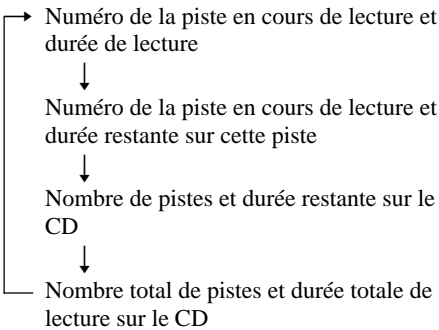 Numéro de la piste en cours de lecture et
durée de lecture
Numéro de la piste en cours de lecture et
durée restante sur cette piste
Nombre de pistes et durée restante sur le
CD
Nombre total de pistes et durée totale de
lecture sur le CD